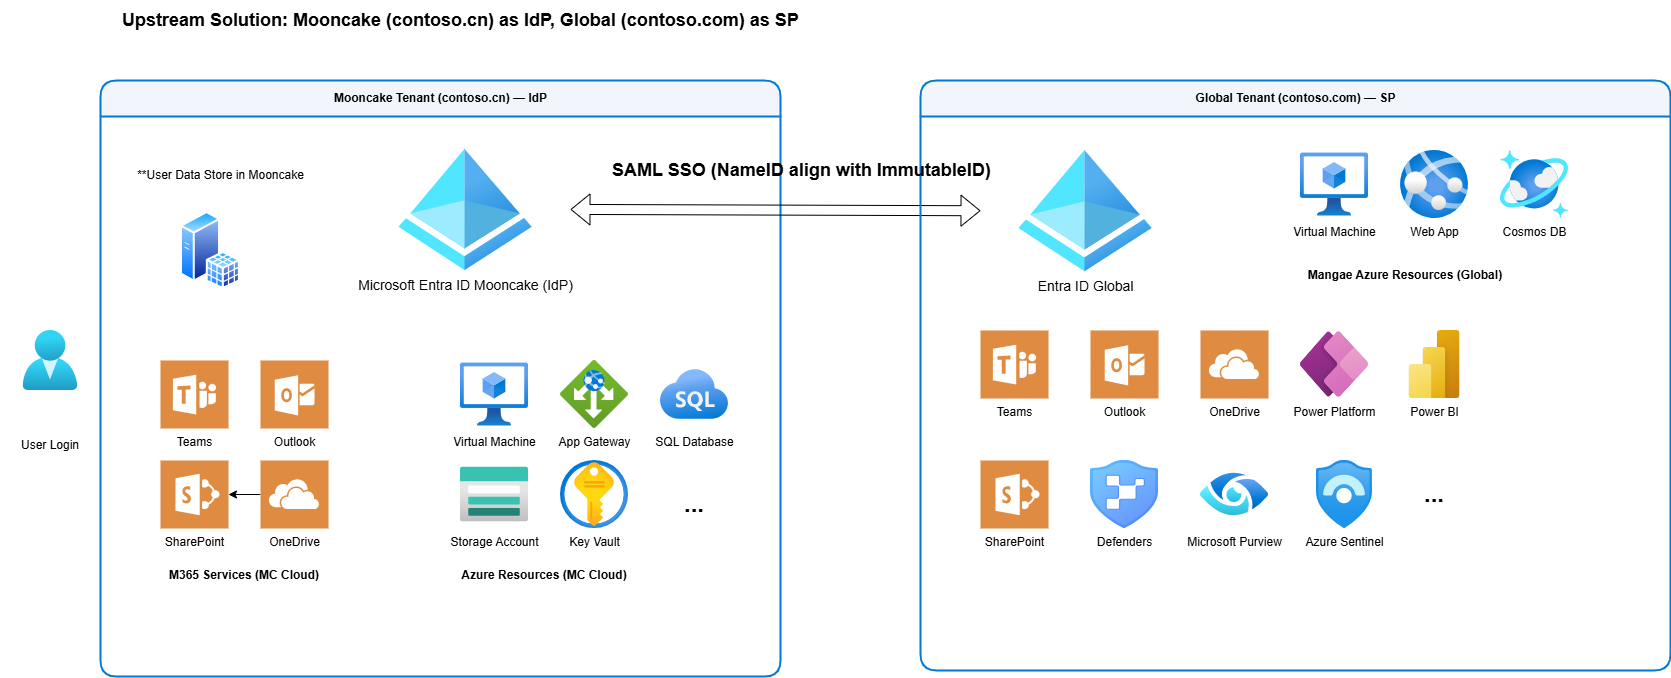 Upstream Solution: Mooncake (contoso.cn) as IdP, Global (contoso.com) as SP
Mooncake Tenant (contoso.cn) — IdP
**User Data Store in Mooncake
Microsoft Entra ID Mooncake (IdP)
SAML SSO (NameID align with ImmutableID)
User Login
Teams
Outlook
SharePoint
OneDrive
M365 Services (MC Cloud)
Virtual Machine
App Gateway
SQL
SQL Database
Storage Account
Key Vault
...
Azure Resources (MC Cloud)
Global Tenant (contoso.com) — SP
Entra ID Global
Virtual Machine
Web App
Cosmos DB
Mangae Azure Resources (Global)
Teams
Outlook
OneDrive
Power Platform
Power BI
SharePoint
Defenders
Microsoft Purview
Azure Sentinel
...